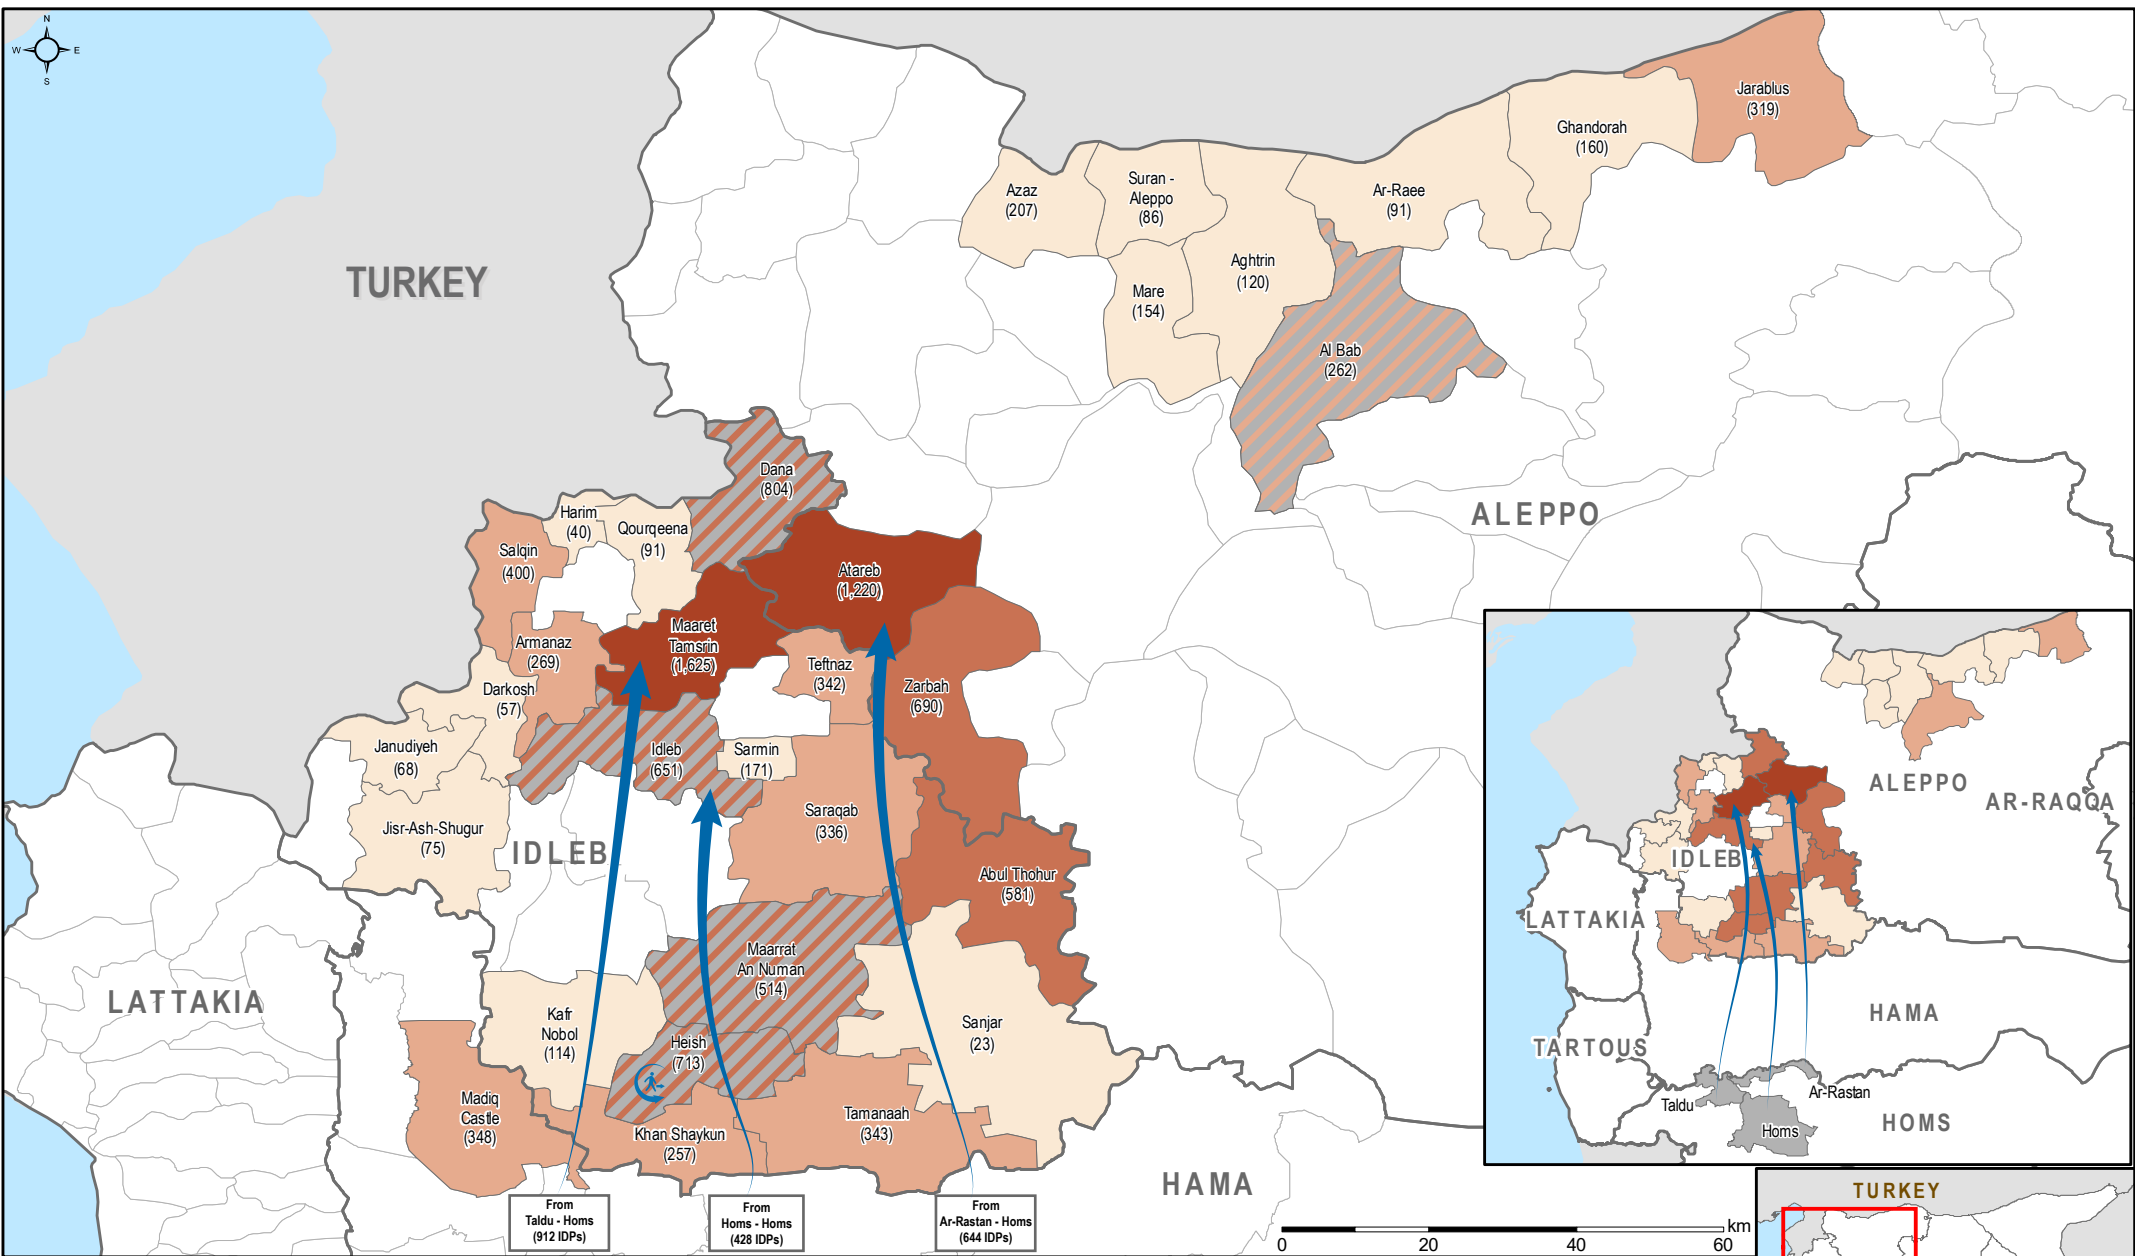 N
W
E
S
TURKEY
Jarablus
(319)
Ghandorah
(160)
Azaz
(207)
Suran -
Aleppo
(86)
Ar-Raee
(91)
Aghtrin
(120)
Mare
(154)
Al Bab
(262)
ALEPPO
Dana
(804)
Harim
(40)
Qourqeena
(91)
Salqin
(400)
Atareb
(1,220)
Maaret
Tamsrin
(1,625)
Armanaz
(269)
Teftnaz
(342)
Darkosh
(57)
Zarbah
(690)
Janudiyeh
(68)
Idleb
(651)
Sarmin
(171)
Saraqab
(336)
Jisr-Ash-Shugur
(75)
IDLEB
Abul Thohur
(581)
Maarrat
An Numan
(514)
LATTAKIA
Kafr
Nobol
(114)
Heish
(713)
Sanjar
(23)
Madiq
Castle
(348)
Khan Shaykun
(257)
Tamanaah
(343)
HAMA
From
Taldu - Homs
(912 IDPs)
From
Homs - Homs
(428 IDPs)
From
Ar-Rastan - Homs
(644 IDPs)
km
0
20
40
60
ALEPPO
AR-RAQQA
IDLEB
LATTAKIA
HAMA
TARTOUS
Taldu
Ar-Rastan
Homs
HOMS
TURKEY